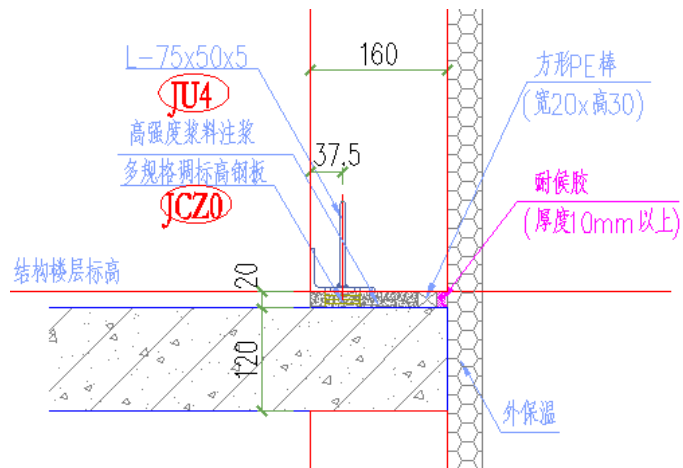 L-75x50x5
JU4
高强度浆料注浆
多规格调标高钢板
JCZ0
160
37.5
方形PE棒
(宽20x高30)
耐候胶
(厚度10mm以上)
结构楼层标高
20
120
外保温